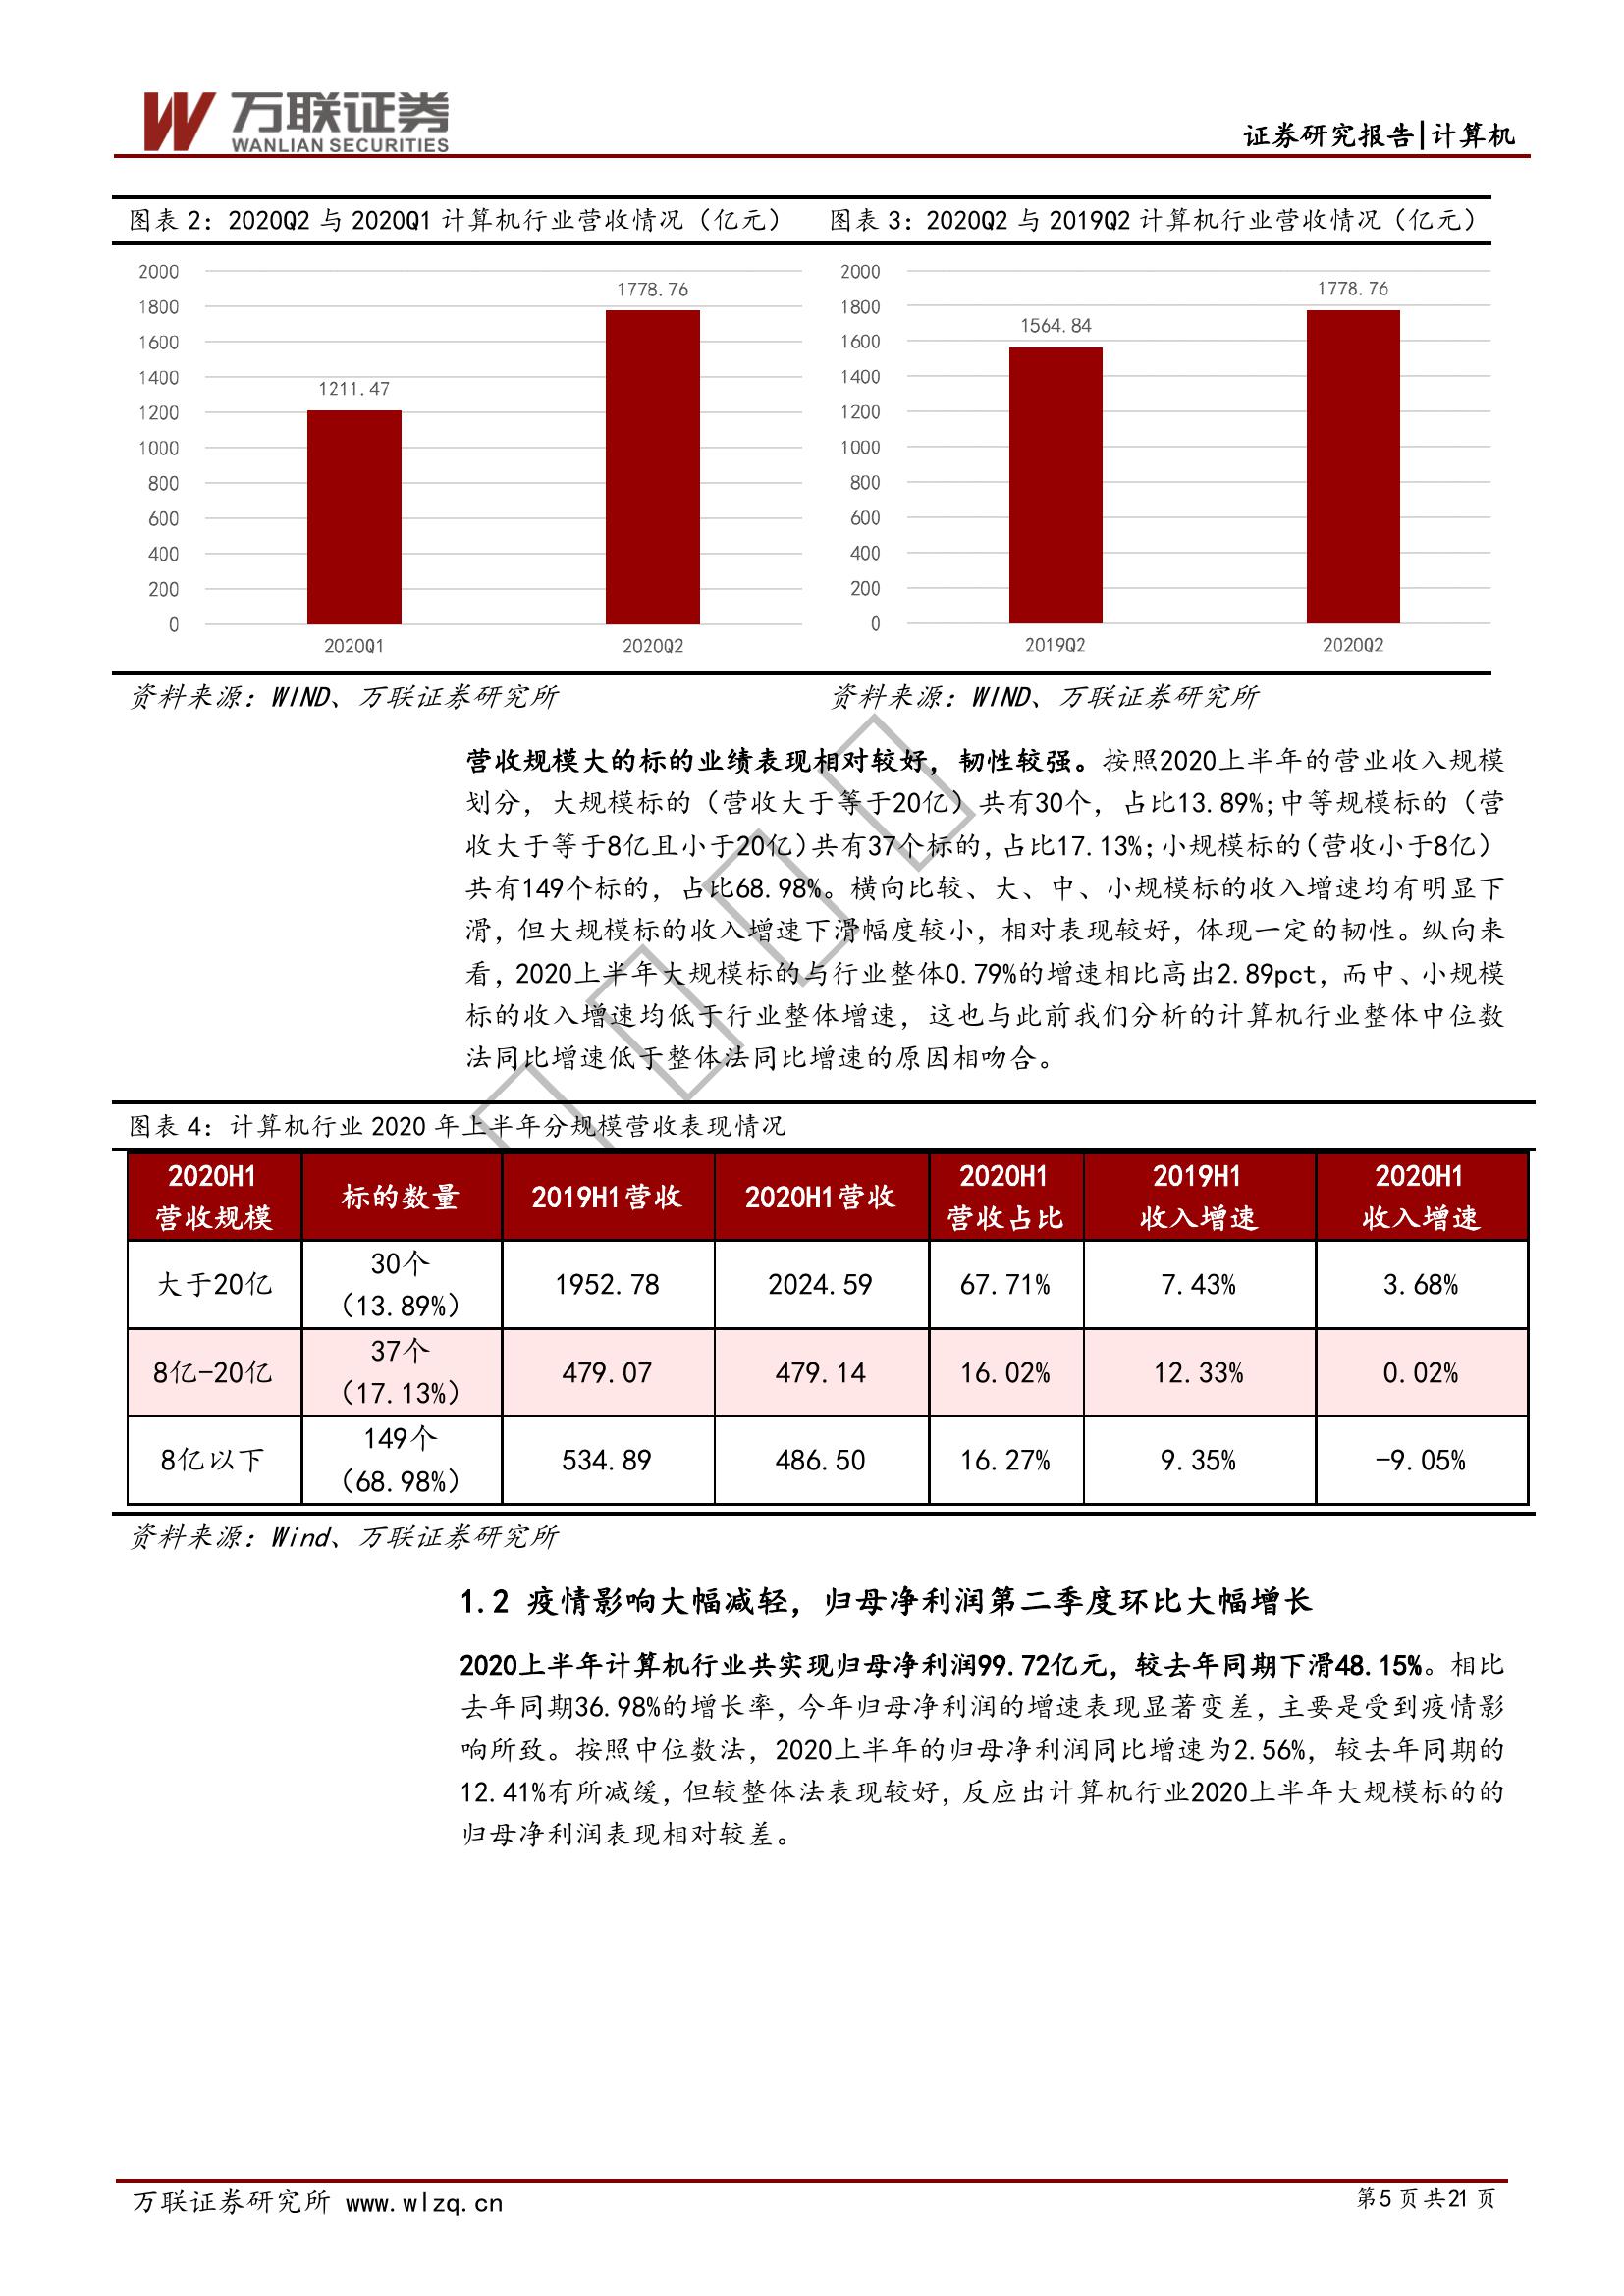 万联证券
WANLIAN SECURITIES
证券研究报告|计算机
图表 2：2020Q2 与 2020Q1 计算机行业营收情况（亿元）
2000
1800
1600
1400
1200
1000
800
600
400
200
0
1211.47
1778.76
2020Q1
2020Q2
资料来源：WIND、万联证券研究所
图表 3：2020Q2 与 2019Q2 计算机行业营收情况（亿元）
2000
1800
1600
1400
1200
1000
800
600
400
200
0
1564.84
1778.76
2019Q2
2020Q2
资料来源：WIND、万联证券研究所
营收规模大的标的业绩表现相对较好，韧性较强。按照2020上半年的营业收入规模
划分，大规模标的（营收大于等于20亿）共有30个，占比13.89%;中等规模标的（营
收大于等于8亿且小于20亿)共有37个标的,占比17.13%;小规模标的(营收小于8亿）
共有149个标的，占比68.98%。横向比较、大、中、小规模标的收入增速均有明显下
滑，但大规模标的收入增速下滑幅度较小，相对表现较好，体现一定的韧性。纵向来
看，2020上半年大规模标的与行业整体0.79%的增速相比高出2.89pct，而中、小规模
标的收入增速均低于行业整体增速，这也与此前我们分析的计算机行业整体中位数
法同比增速低于整体法同比增速的原因相吻合。
图表 4：计算机行业 2020 年上半年分规模营收表现情况
2020H1 营收规模 标的数量 2019H1营收 2020H1营收 2020H1 营收占比 2019H1 收入增速 2020H1 收入增速
大于20亿 30个（13.89%） 1952.78 2024.59 67.71% 7.43% 3.68%
8亿-20亿 37个（17.13%） 479.07 479.14 16.02% 12.33% 0.02%
8亿以下 149个（68.98%） 534.89 486.50 16.27% 9.35% -9.05%
资料来源：Wind、万联证券研究所
1.2 疫情影响大幅减轻，归母净利润第二季度环比大幅增长
2020上半年计算机行业共实现归母净利润99.72亿元，较去年同期下滑48.15%。相比
去年同期36.98%的增长率，今年归母净利润的增速表现显著变差，主要是受到疫情影
响所致。按照中位数法，2020上半年的归母净利润同比增速为2.56%，较去年同期的
12.41%有所减缓，但较整体法表现较好，反应出计算机行业2020上半年大规模标的的
归母净利润表现相对较差。
万联证券研究所 www.wlzq.cn
第5 页 共21 页